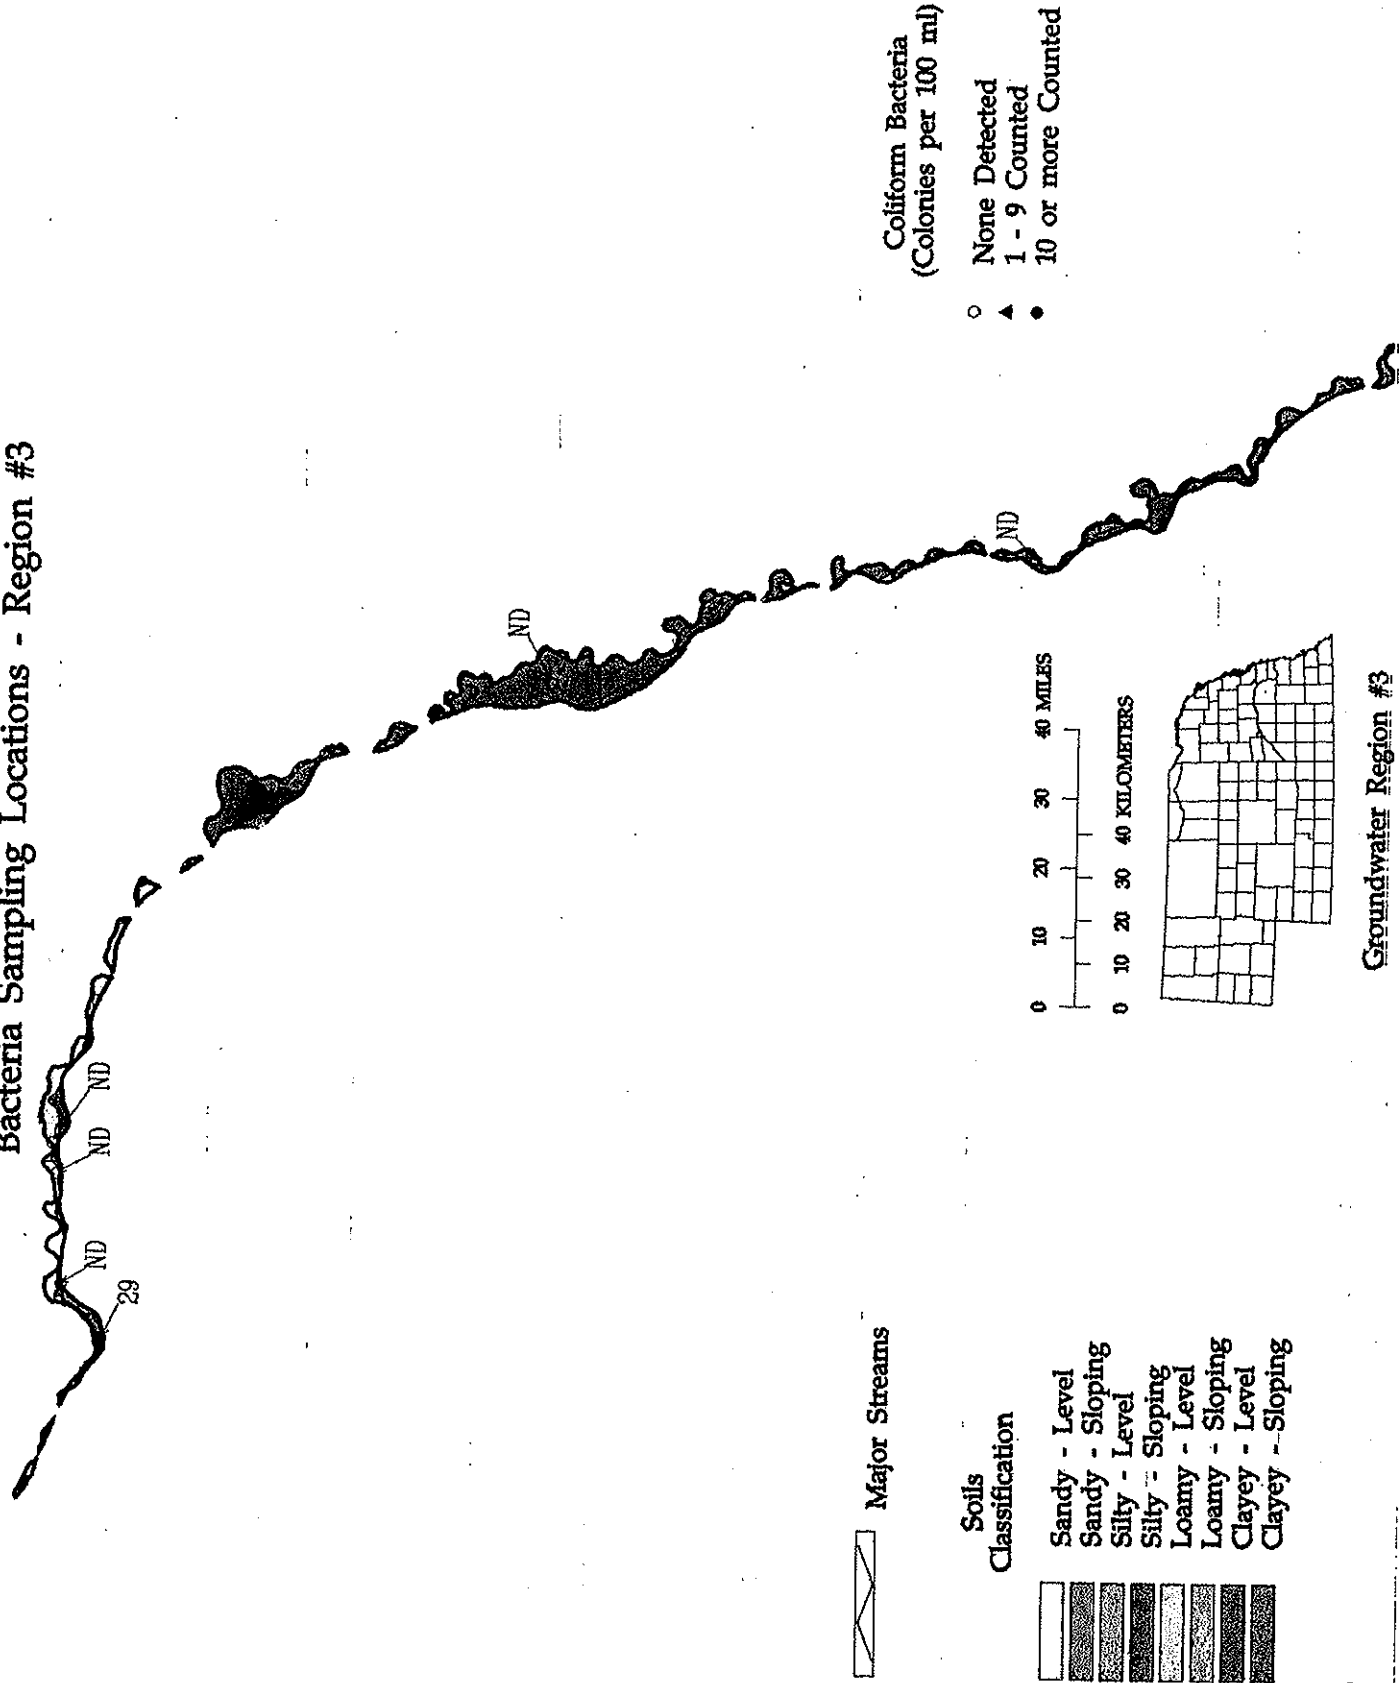 Bacteria Sampling Locations - Region #3
29
ND
ND
ND
ND
ND
Major Streams
Soils
Classification
Sandy - Level
Sandy - Sloping
Silty - Level
Silty - Sloping
Loamy - Level
Loamy - Sloping
Clayey - Level
Clayey - Sloping
0 10 20 30 40 MILES
0 10 20 30 40 KILOMETERS
Groundwater Region #3
Coliform Bacteria
(Colonies per 100 ml)
None Detected
1 - 9 Counted
10 or more Counted